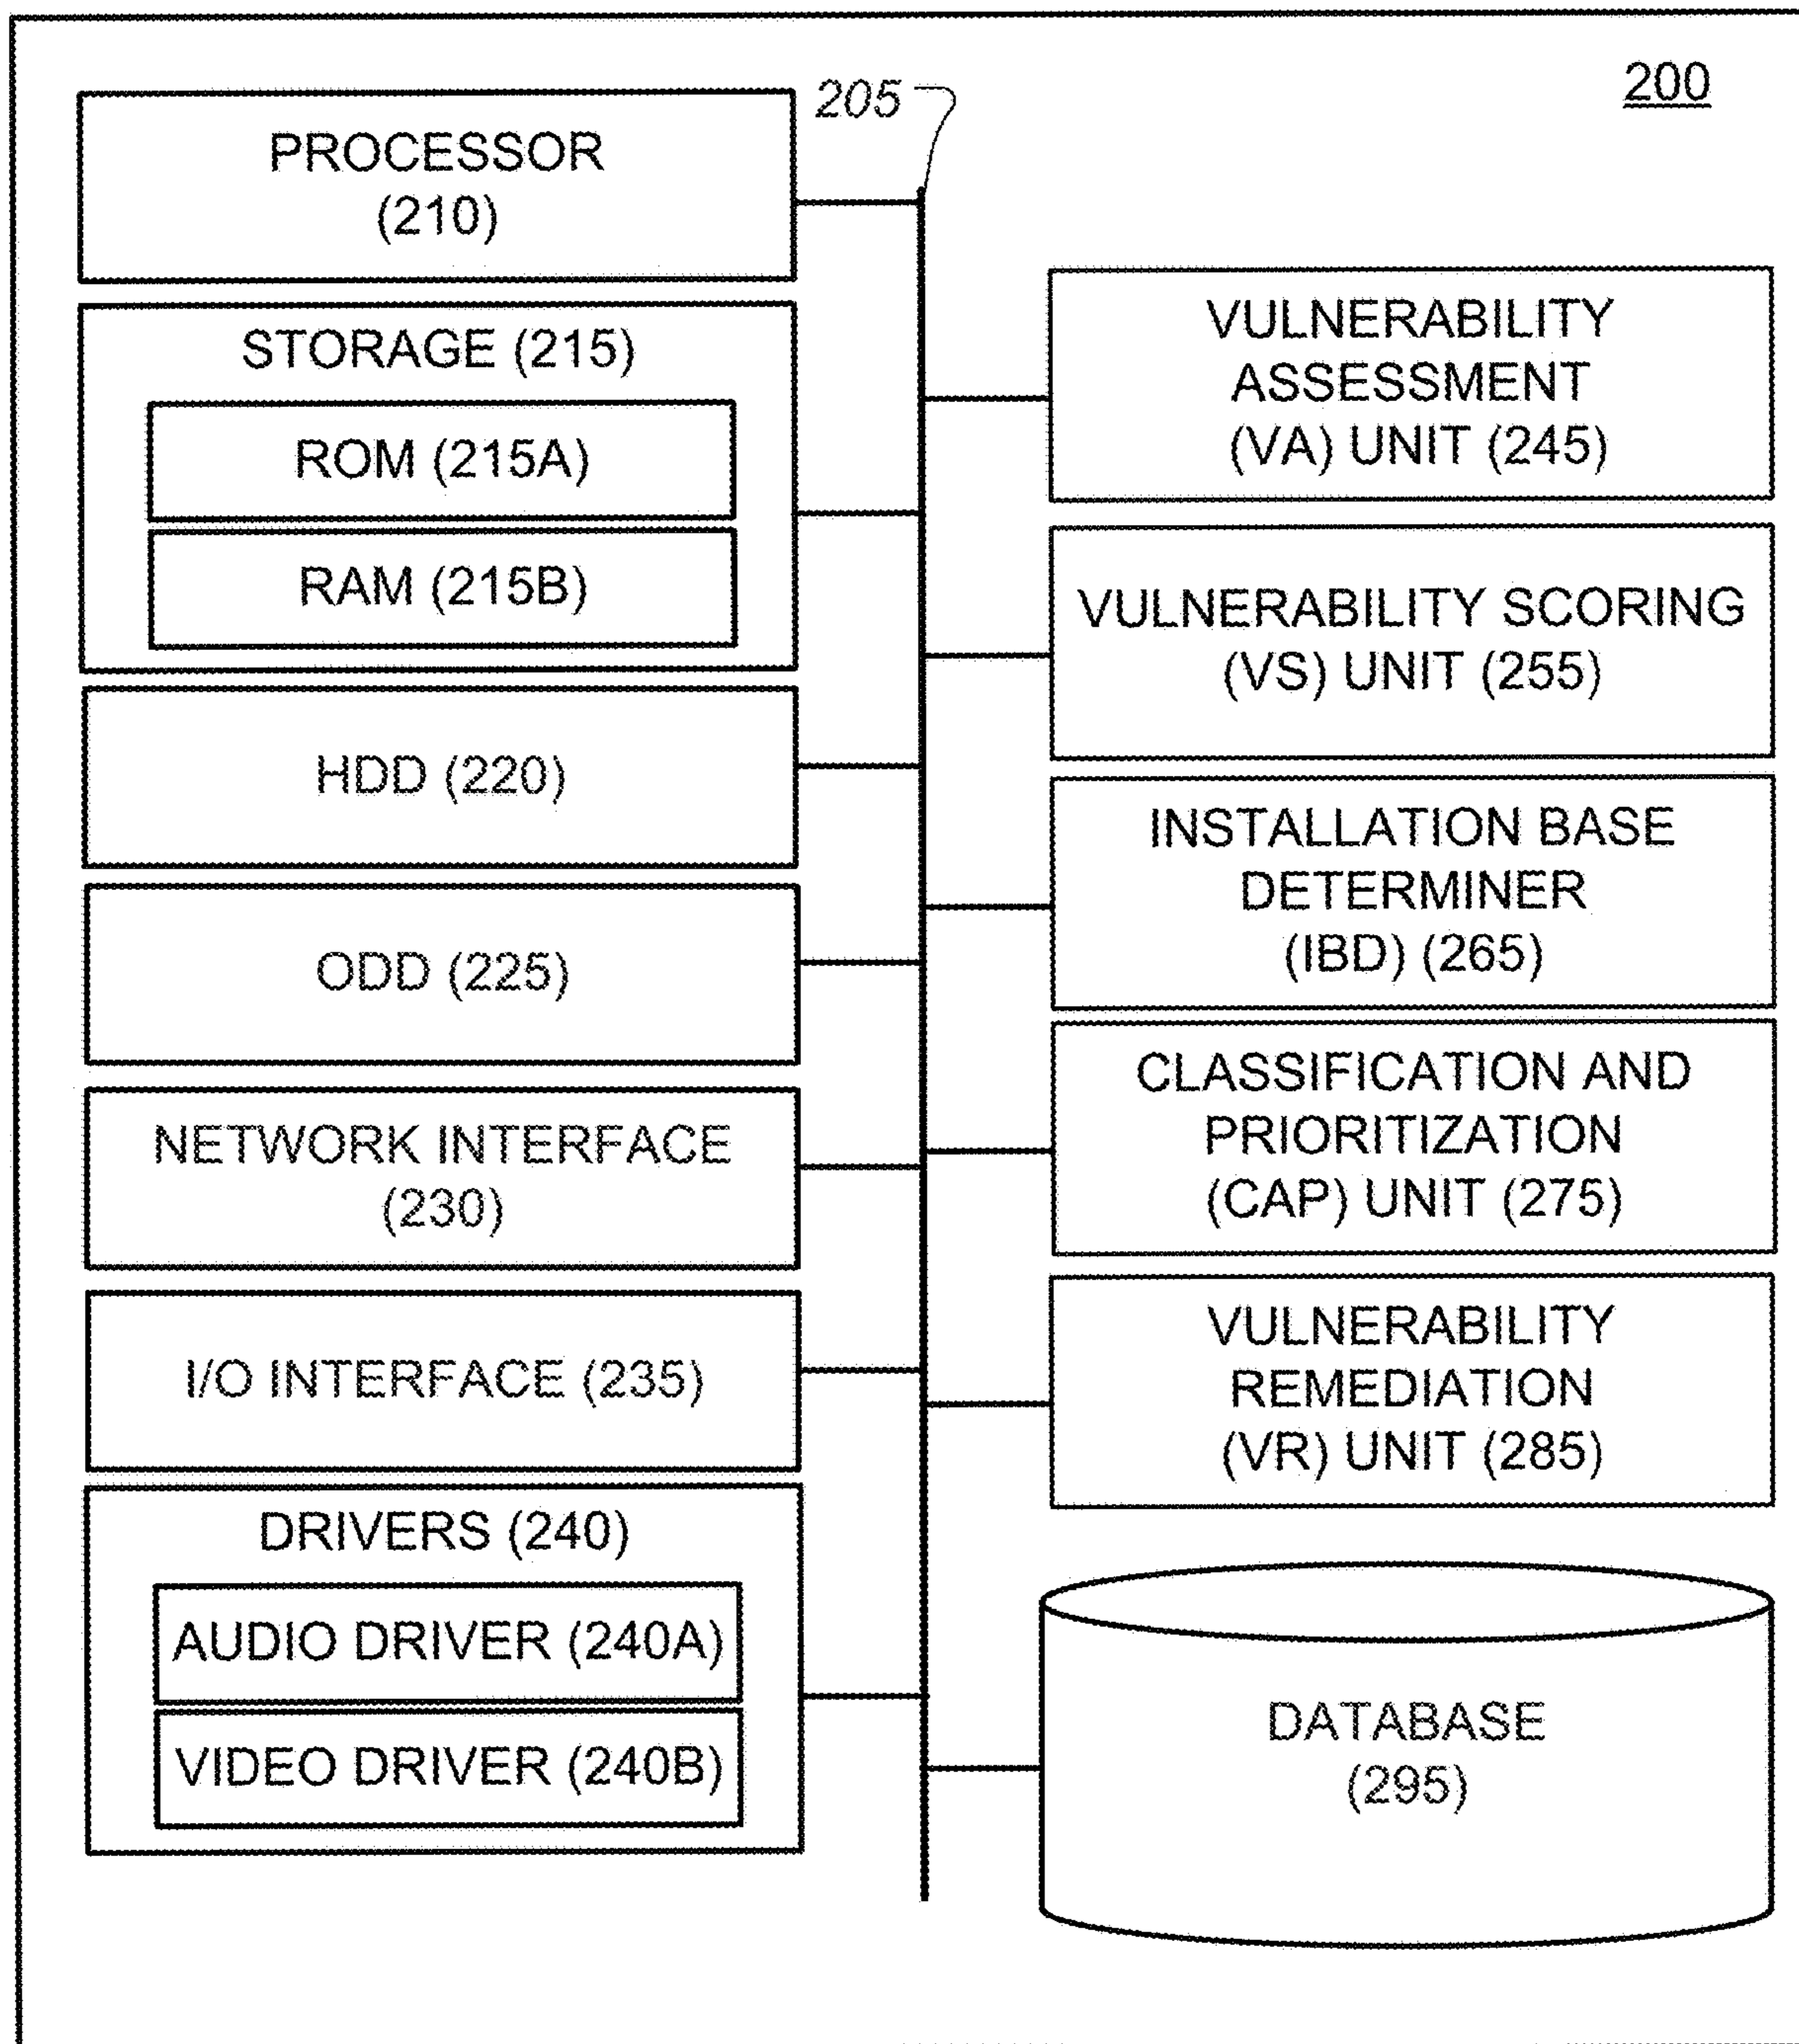 200
205
PROCESSOR
(210)
STORAGE (215)
ROM (215A)
RAM (215B)
HDD (220)
ODD (225)
NETWORK INTERFACE
(230)
I/O INTERFACE (235)
DRIVERS (240)
AUDIO DRIVER (240A)
VIDEO DRIVER (240B)
VULNERABILITY
ASSESSMENT
(VA) UNIT (245)
VULNERABILITY SCORING
(VS) UNIT (255)
INSTALLATION BASE
DETERMINER
(IBD) (265)
CLASSIFICATION AND
PRIORITIZATION
(CAP) UNIT (275)
VULNERABILITY
REMEDIATION
(VR) UNIT (285)
DATABASE
(295)